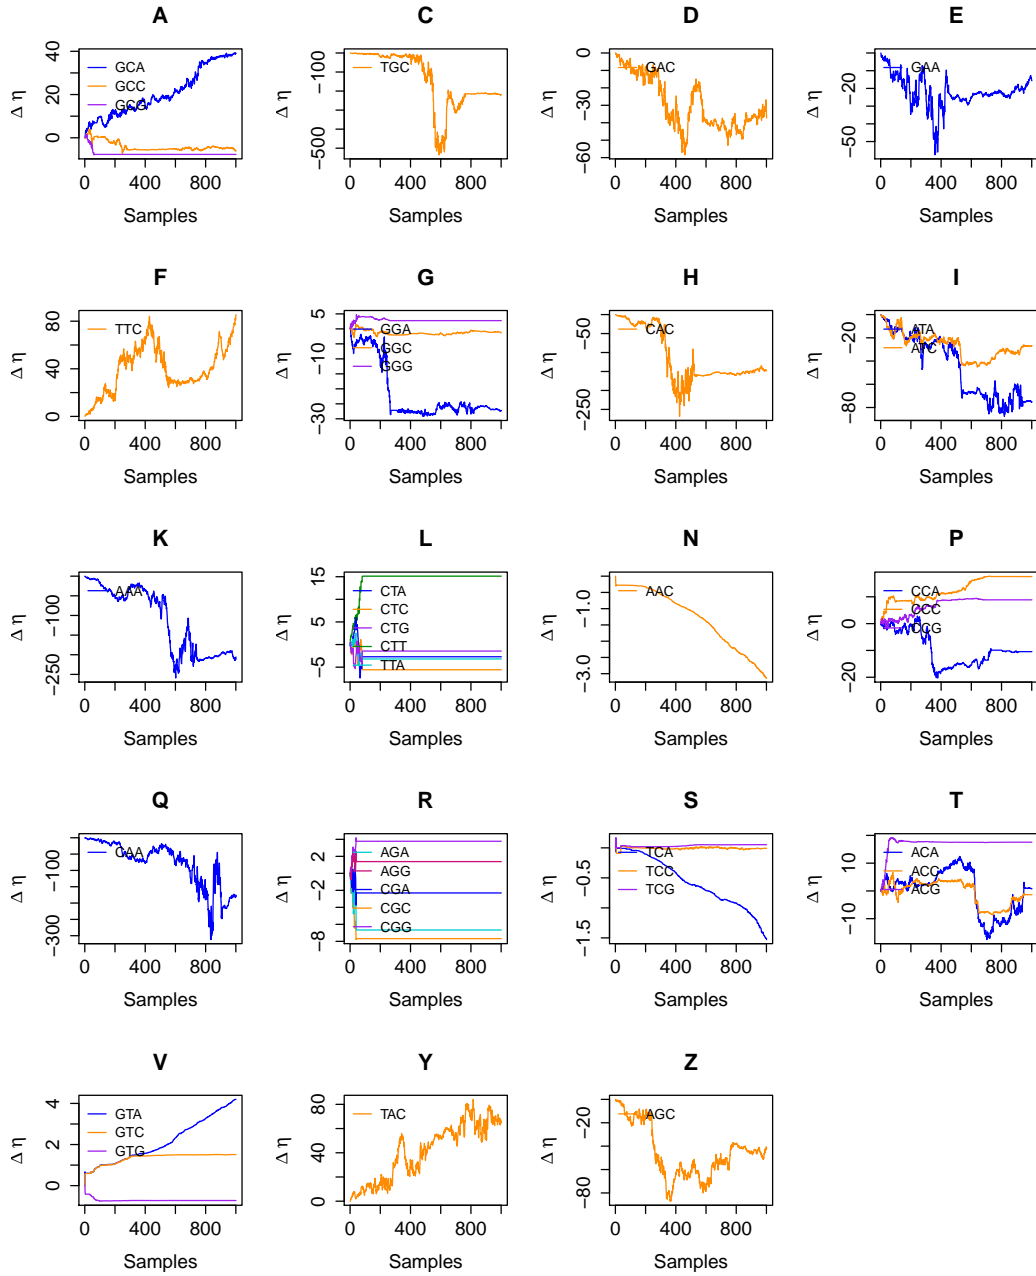 A
Δ η
40
20
0
GCA
GCC
GCG
0 400 800
Samples
C
Δ η
-100
-500
TGC
0 400 800
Samples
D
Δ η
0
-30
-60
GAC
0 400 800
Samples
E
Δ η
-20
-50
GAA
0 400 800
Samples
F
Δ η
80
40
0
TTC
0 400 800
Samples
G
Δ η
5
-10
-30
GGA
GGC
GGG
0 400 800
Samples
H
Δ η
-50
-250
CAC
0 400 800
Samples
I
Δ η
-20
-80
ATA
ATC
0 400 800
Samples
K
Δ η
-100
-250
AAA
0 400 800
Samples
L
Δ η
15
5
-5
CTA
CTC
CTG
CTT
TTA
0 400 800
Samples
N
Δ η
-1.0
-3.0
AAC
0 400 800
Samples
P
Δ η
0
-20
CCA
CCC
CCG
0 400 800
Samples
Q
Δ η
-100
-300
CAA
0 400 800
Samples
R
Δ η
2
-2
-8
AGA
AGG
CGA
CGC
CGG
0 400 800
Samples
S
Δ η
-0.5
-1.5
TCA
TCC
TCG
0 400 800
Samples
T
Δ η
10
-10
ACA
ACC
ACG
0 400 800
Samples
V
Δ η
4
2
0
GTA
GTC
GTG
0 400 800
Samples
Y
Δ η
80
40
0
TAC
0 400 800
Samples
Z
Δ η
-20
-80
AGC
0 400 800
Samples